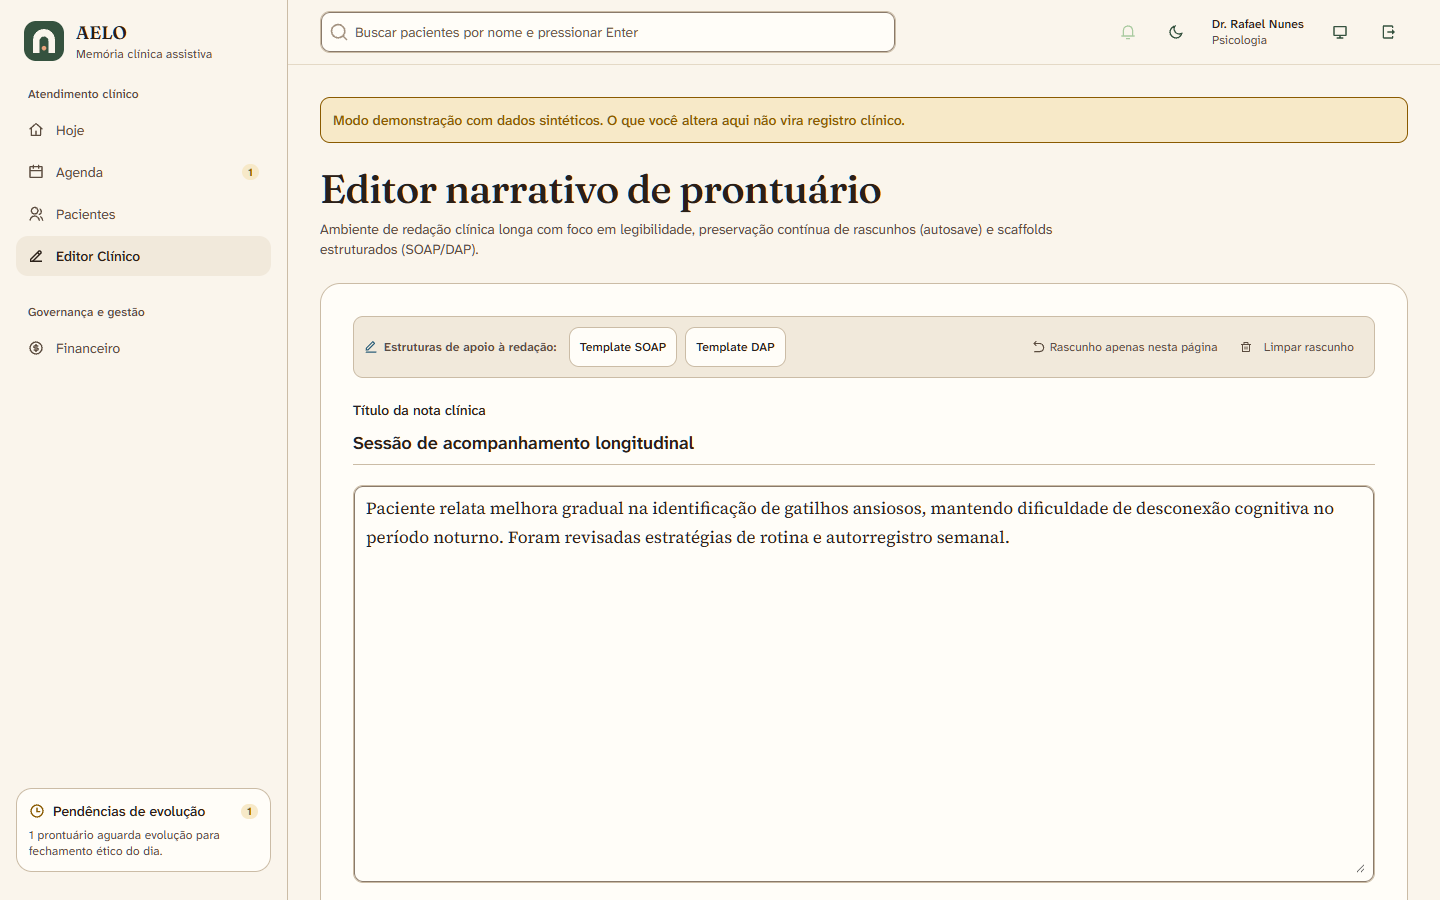 AELO
Memória clínica assistiva
Atendimento clínico
Hoje
Agenda
1
Pacientes
Editor Clínico
Governança e gestão
Financeiro
Pendências de evolução
1
1 prontuário aguarda evolução para
fechamento ético do dia.
Buscar pacientes por nome e pressionar Enter
Dr. Rafael Nunes
Psicologia
Modo demonstração com dados sintéticos. O que você altera aqui não vira registro clínico.
Editor narrativo de prontuário
Ambiente de redação clínica longa com foco em legibilidade, preservação contínua de rascunhos (autosave) e scaffolds
estruturados (SOAP/DAP).
Estruturas de apoio à redação:
Template SOAP
Template DAP
Rascunho apenas nesta página
Limpar rascunho
Título da nota clínica
Sessão de acompanhamento longitudinal
Paciente relata melhora gradual na identificação de gatilhos ansiosos, mantendo dificuldade de desconexão cognitiva no
período noturno. Foram revisadas estratégias de rotina e autorregistro semanal.